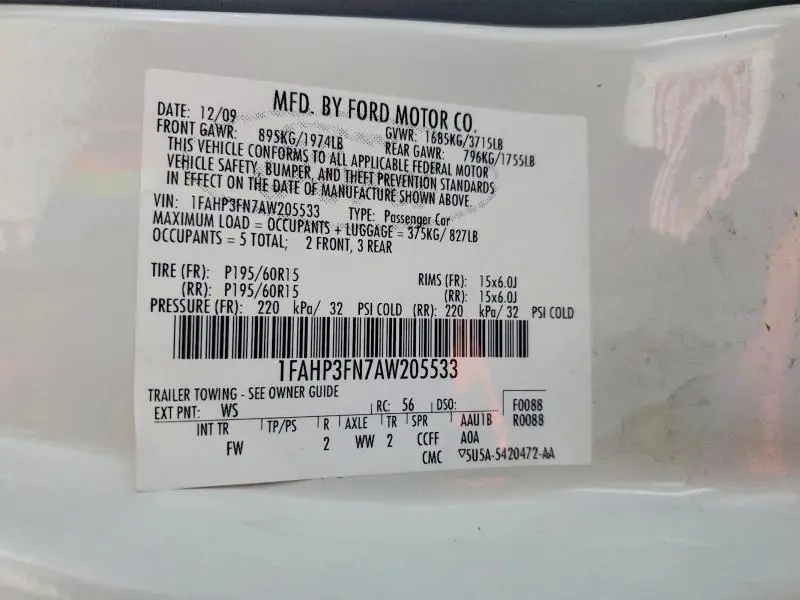 MFD. BY FORD MOTOR CO.
DATE: 12/09
GVWR: 1685KG/3715LB
FRONT GAWR: 895KG/1974LB
REAR GAWR: 796KG/1755LB
THIS VEHICLE CONFORMS TO ALL APPLICABLE FEDERAL MOTOR
VEHICLE SAFETY, BUMPER, AND THEFT PREVENTION STANDARDS
IN EFFECT ON THE DATE OF MANUFACTURE SHOWN ABOVE.
VIN: 1FAHP3FN7AW205533 TYPE: Passenger Car
MAXIMUM LOAD = OCCUPANTS + LUGGAGE = 375KG/ 827LB
OCCUPANTS = 5 TOTAL; 2 FRONT, 3 REAR
TIRE (FR): P195/60R15 RIMS (FR): 15x6.0J
(RR): P195/60R15 (RR): 15x6.0J
PRESSURE (FR): 220 kPa/ 32 PSI COLD (RR): 220 kPa/ 32 PSI COLD
1FAHP3FN7AW205533
TRAILER TOWING - SEE OWNER GUIDE
EXT PNT: WS RC: 56 DSO: F0088
INT TR TP/PS R AXLE TR SPR AAU1B R0088
FW 2 WW 2 CCFF AOA
CMC ▽5U5A-5420472-AA